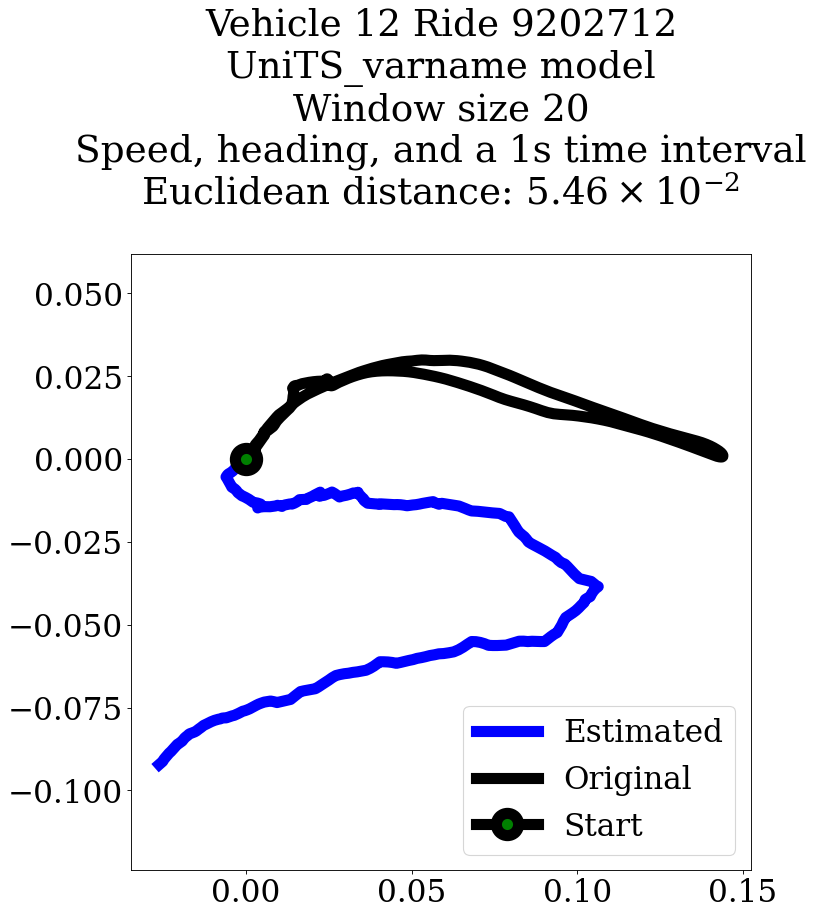 Vehicle 12 Ride 9202712
UniTS_varname model
Window size 20
Speed, heading, and a 1s time interval
Euclidean distance: 5.46 × 10⁻²
0.050
0.025
0.000
−0.025
−0.050
−0.075
−0.100
Estimated
Original
Start
0.00 0.05 0.10 0.15